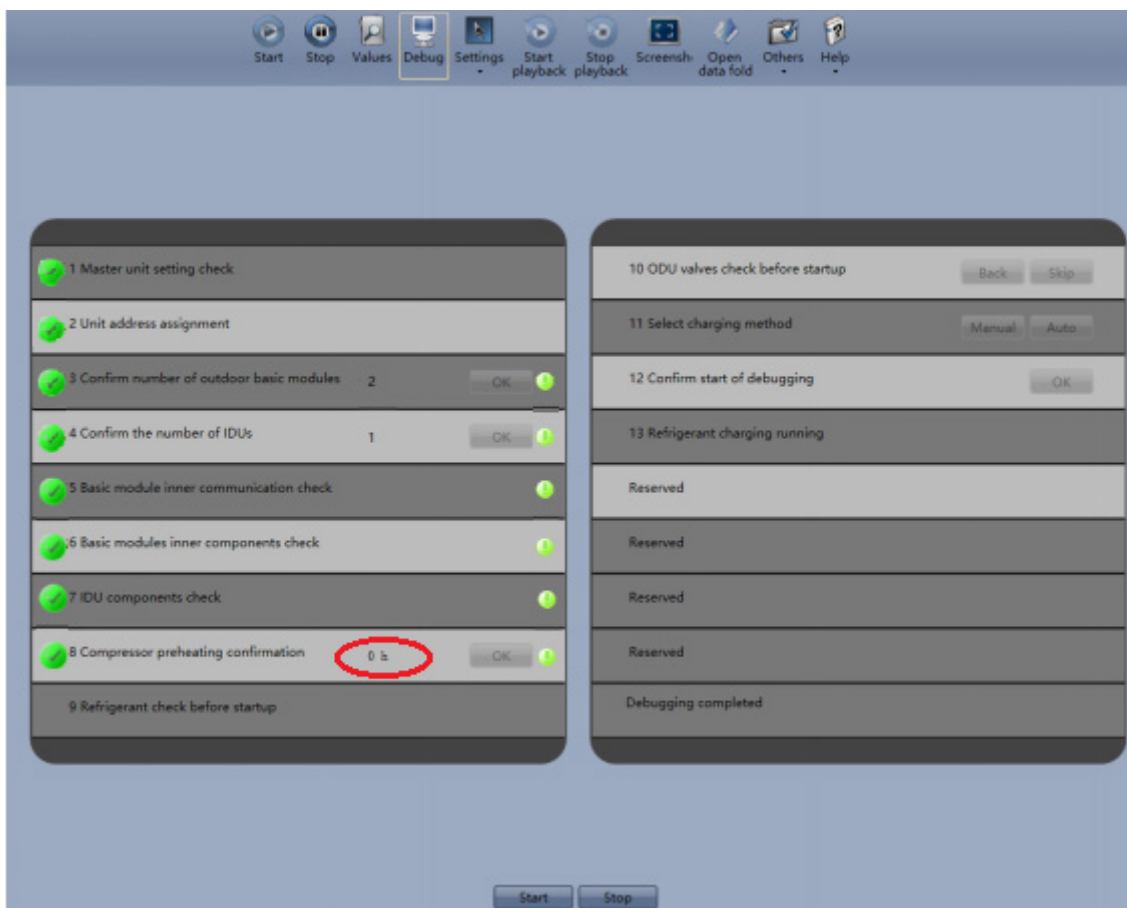 Start Stop Values Debug Settings Start playback Stop playback Screensh Open data fold Others Help
1 Master unit setting check
2 Unit address assignment
3 Confirm number of outdoor basic modules 2 OK
4 Confirm the number of IDUs 1 OK
5 Basic module inner communication check
6 Basic modules inner components check
7 IDU components check
8 Compressor preheating confirmation 0 h OK
9 Refrigerant check before startup
10 ODU valves check before startup Back Skip
11 Select charging method Manual Auto
12 Confirm start of debugging OK
13 Refrigerant charging running
Reserved
Reserved
Reserved
Reserved
Debugging completed
Start Stop